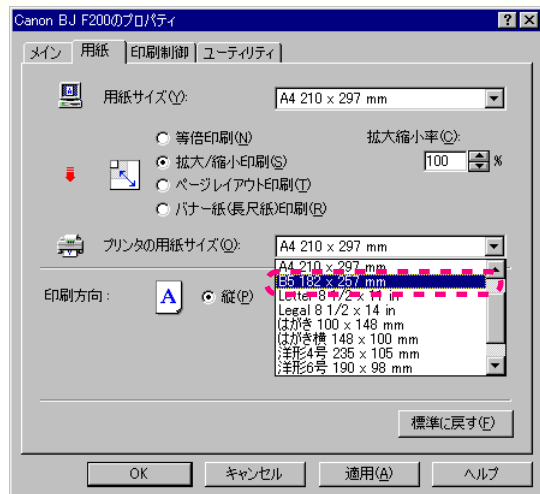 Canon BJ F200のプロパティ
メイン 用紙 印刷制御 ユーティリティ
用紙サイズ(Y): A4 210 x 297 mm
等倍印刷(N) 拡大縮小率(C):
拡大/縮小印刷(S) 100 %
ページレイアウト印刷(T)
バナー紙(長尺紙)印刷(R)
プリンタの用紙サイズ(O): A4 210 x 297 mm
A4 210 x 297 mm
B5 182 x 257 mm
印刷方向: A 縦(P) Letter 8 1/2 x 11 in
Legal 8 1/2 x 14 in
はがき 100 x 148 mm
はがき横 148 x 100 mm
洋形4号 235 x 105 mm
洋形6号 190 x 98 mm
標準に戻す(F)
OK キャンセル 適用(A) ヘルプ